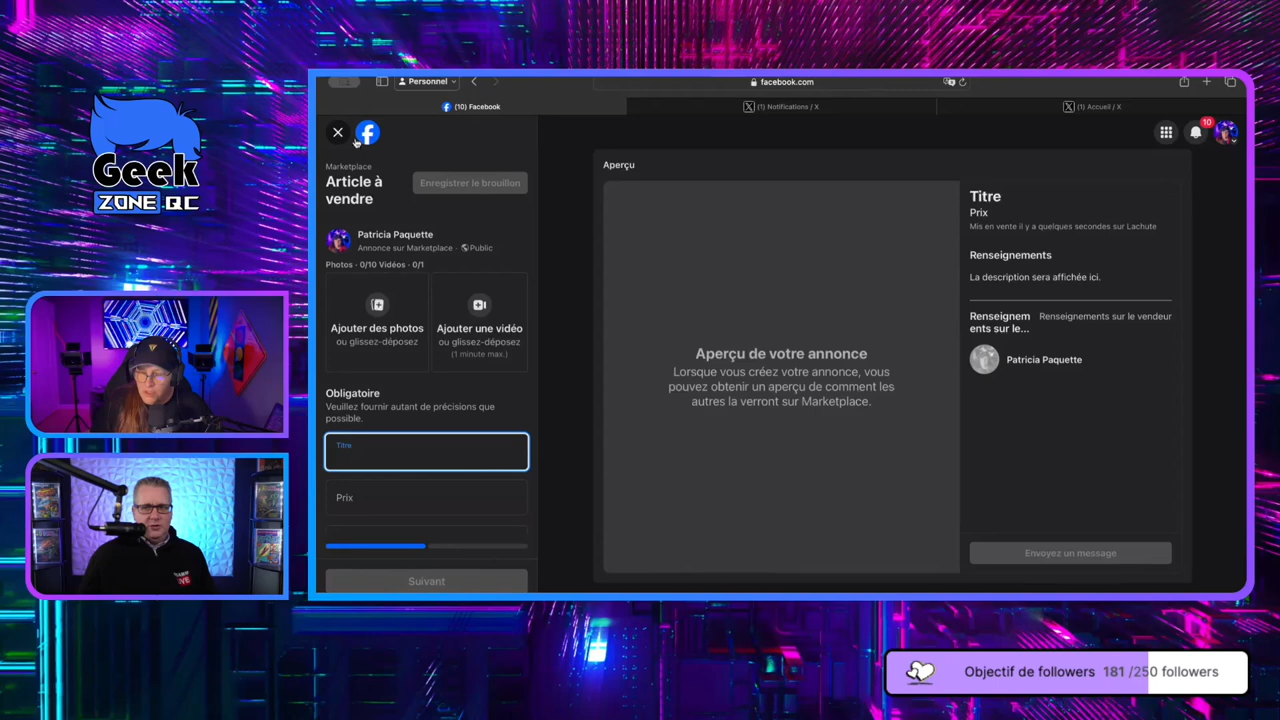 Geek
ZONE QC
Personnel
facebook.com
(10) Facebook
(1) Notifications / X
(1) Accueil / X
10
Marketplace
Article à
vendre
Enregistrer le brouillon
Patricia Paquette
Annonce sur Marketplace · Public
Photos · 0/10 Vidéos · 0/1
Ajouter des photos
ou glissez-déposez
Ajouter une vidéo
ou glissez-déposez
(1 minute max.)
Obligatoire
Veuillez fournir autant de précisions que
possible.
Titre
Prix
Suivant
Aperçu
Aperçu de votre annonce
Lorsque vous créez votre annonce, vous
pouvez obtenir un aperçu de comment les
autres la verront sur Marketplace.
Titre
Prix
Mis en vente il y a quelques secondes sur Lachute
Renseignements
La description sera affichée ici.
Renseignem
ents sur le...
Renseignements sur le vendeur
Patricia Paquette
Envoyez un message
Objectif de followers 181 /250 followers